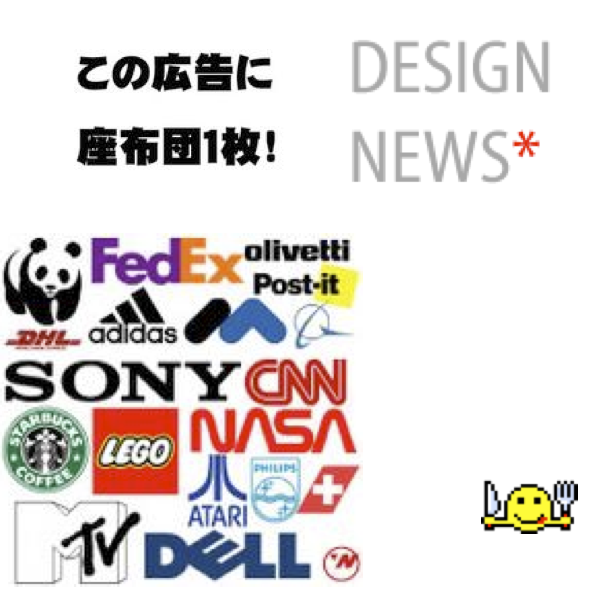 この広告に
座布団1枚!
DESIGN
NEWS*
FedEx
olivetti
Post-it
DHL
adidas
SONY
CNN
STARBUCKS
COFFEE
LEGO
NASA
ATARI
PHILIPS
MTV
DELL